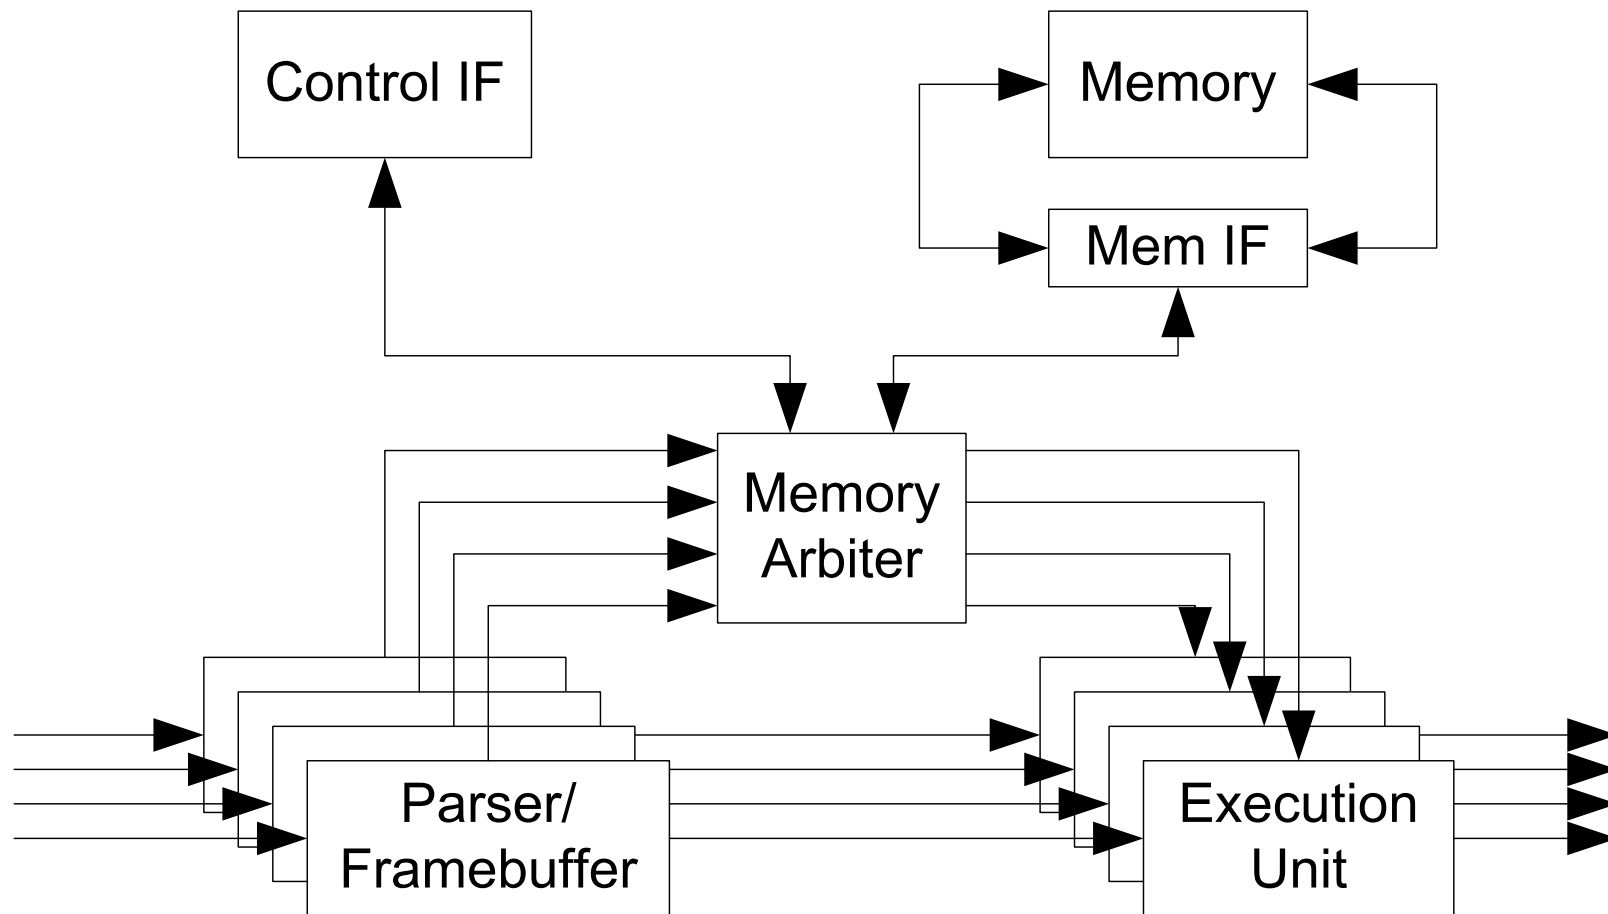 Control IF
Memory
Mem IF
Memory
Arbiter
Parser/
Framebuffer
Execution
Unit